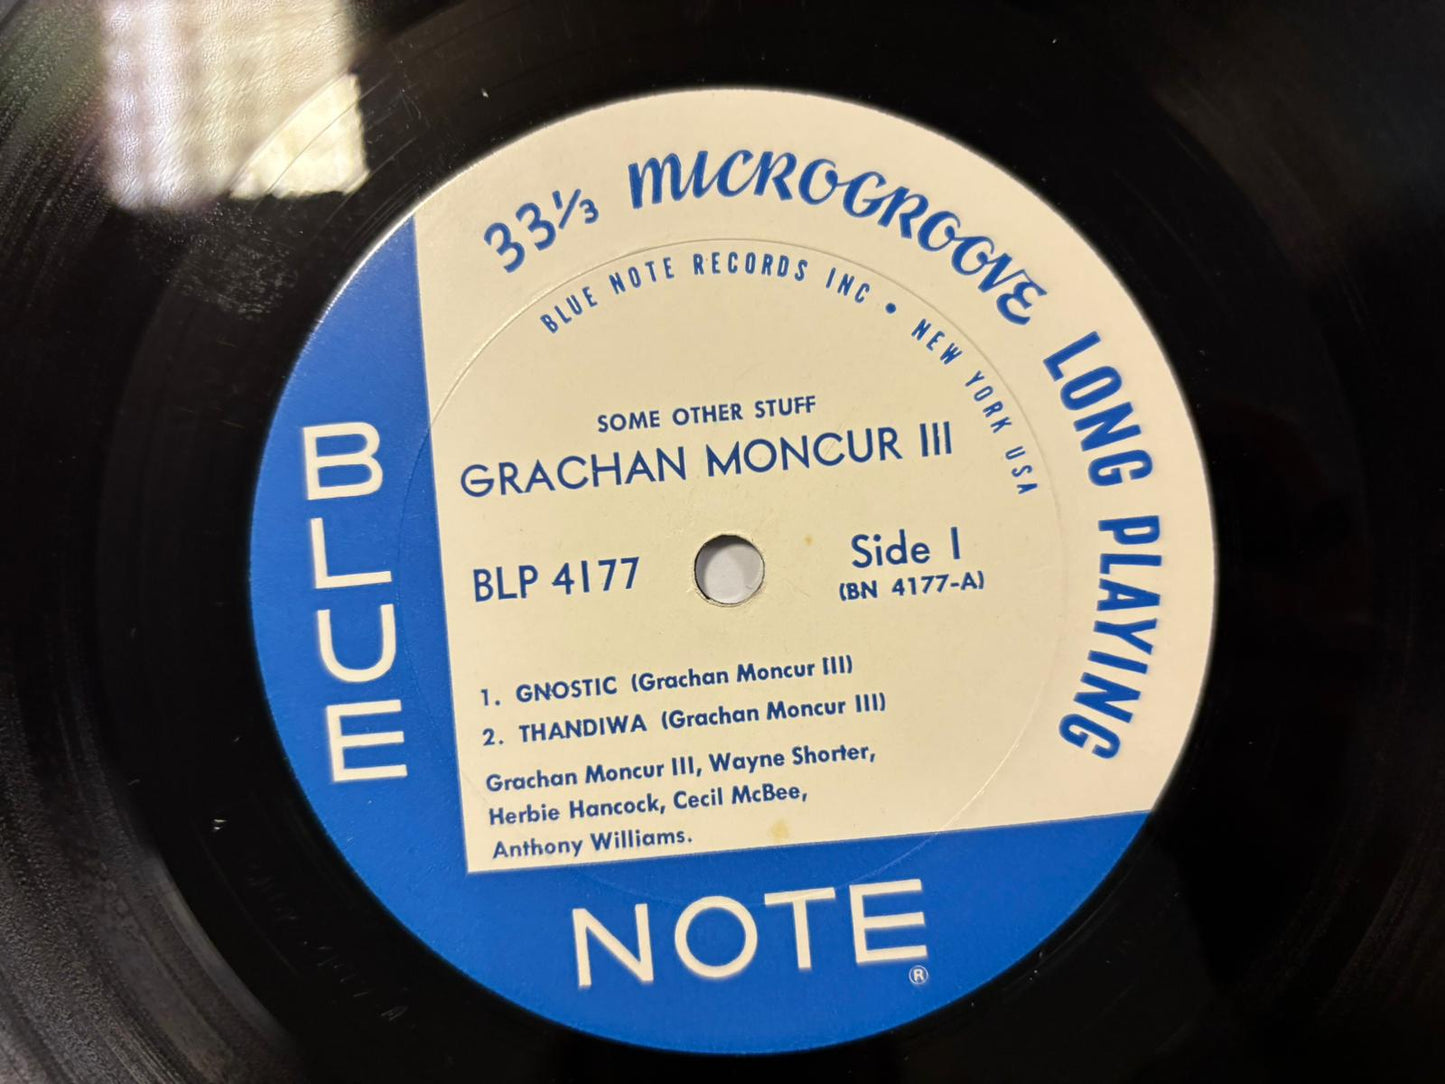 33⅓ MICROGROOVE LONG PLAYING
BLUE NOTE RECORDS INC • NEW YORK USA
SOME OTHER STUFF
GRACHAN MONCUR III
BLP 4177
Side 1
(BN 4177-A)
1. GNOSTIC (Grachan Moncur III)
2. THANDIWA (Grachan Moncur III)
Grachan Moncur III, Wayne Shorter,
Herbie Hancock, Cecil McBee,
Anthony Williams.
BLUE
NOTE®